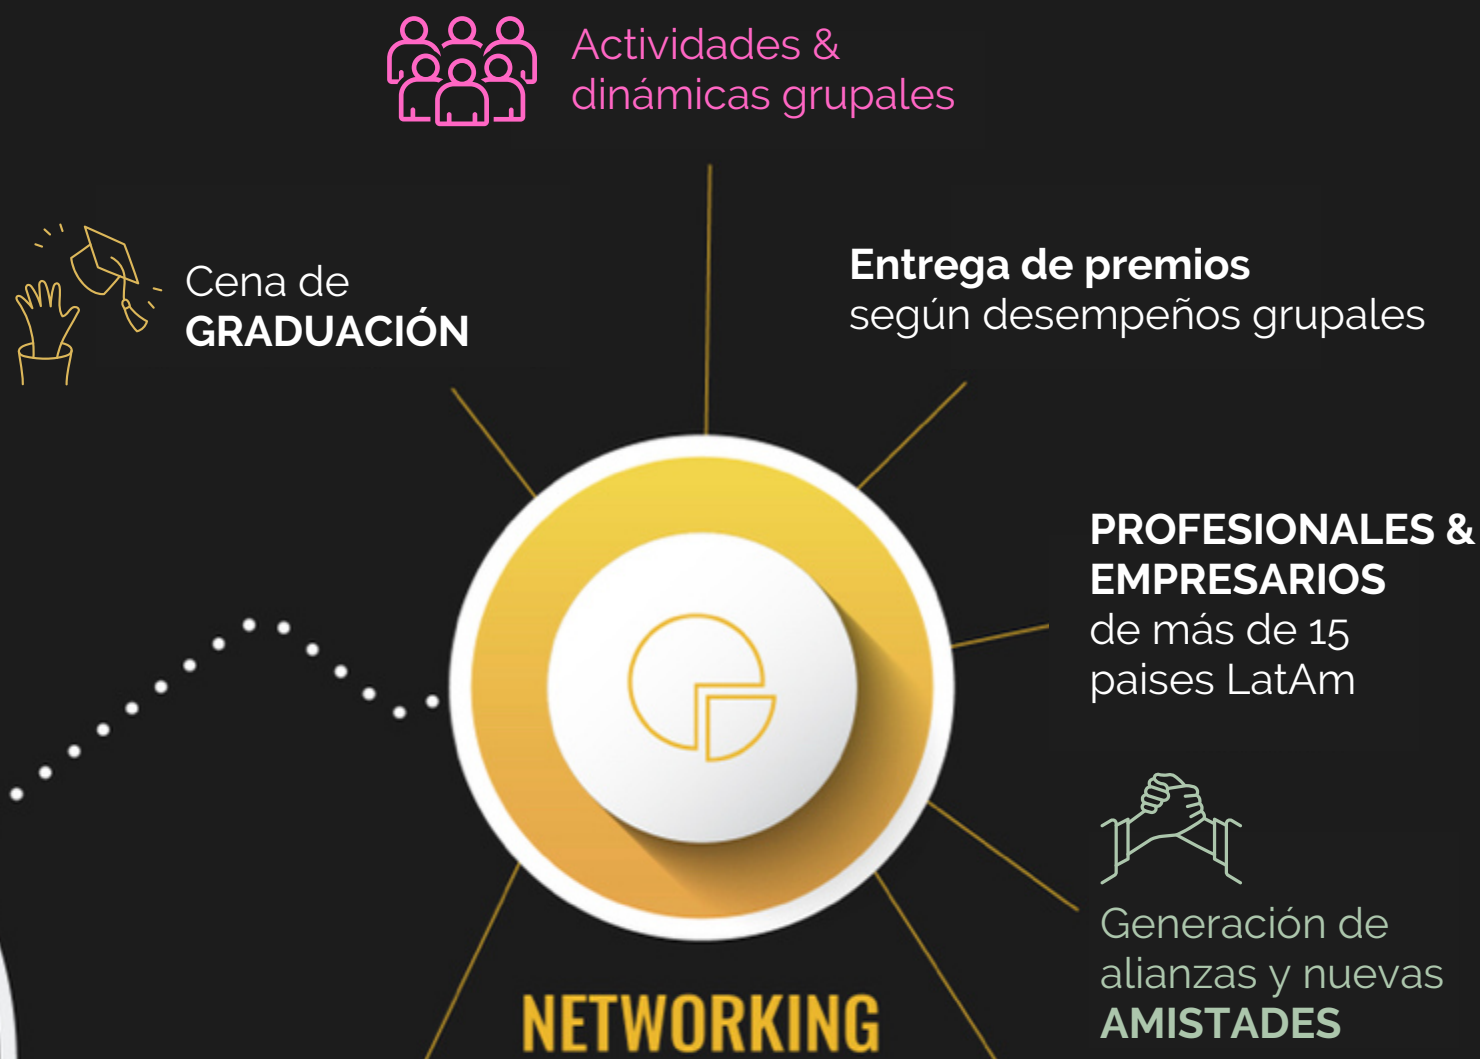 Actividades &
dinámicas grupales
Cena de
GRADUACIÓN
Entrega de premios
según desempeños grupales
PROFESIONALES &
EMPRESARIOS
de más de 15
paises LatAm
Generación de
alianzas y nuevas
AMISTADES
NETWORKING